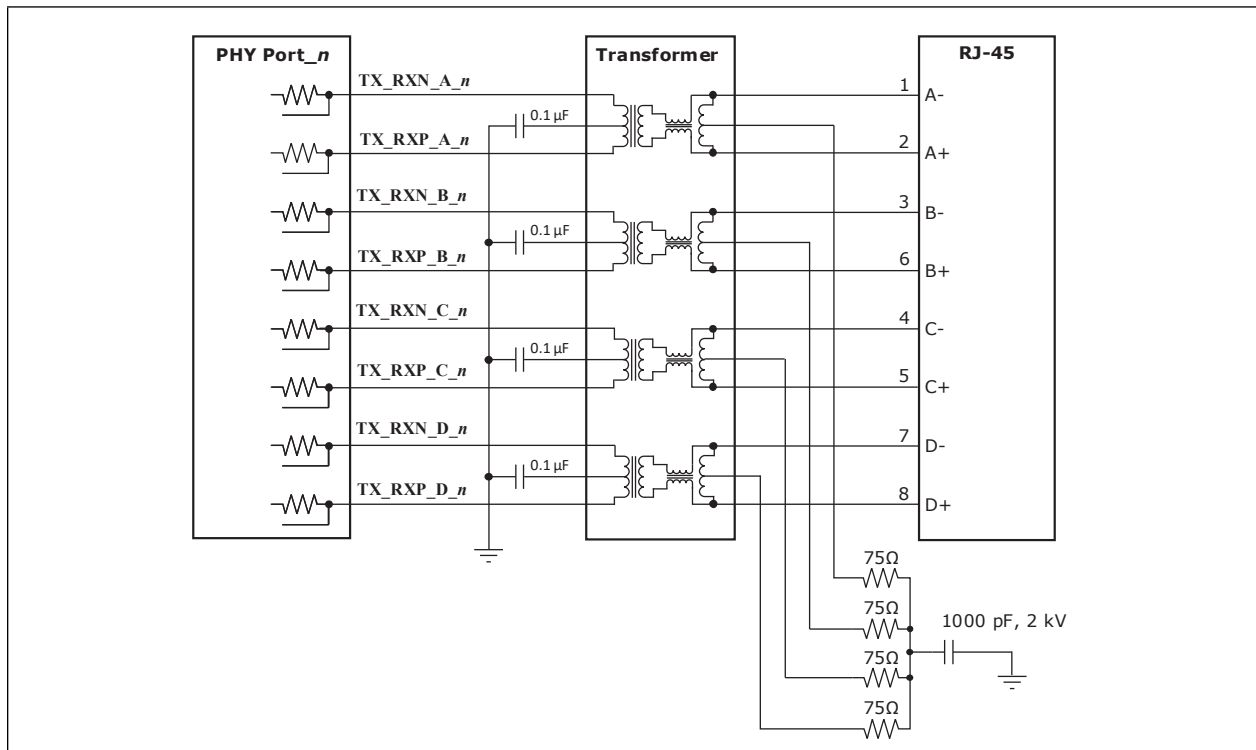 PHY Port_n
Transformer
RJ-45
TX_RXN_A_n
1
A-
0.1 µF
TX_RXP_A_n
2
A+
TX_RXN_B_n
3
B-
0.1 µF
TX_RXP_B_n
6
B+
TX_RXN_C_n
4
C-
0.1 µF
TX_RXP_C_n
5
C+
TX_RXN_D_n
7
D-
0.1 µF
TX_RXP_D_n
8
D+
75Ω
75Ω
1000 pF, 2 kV
75Ω
75Ω